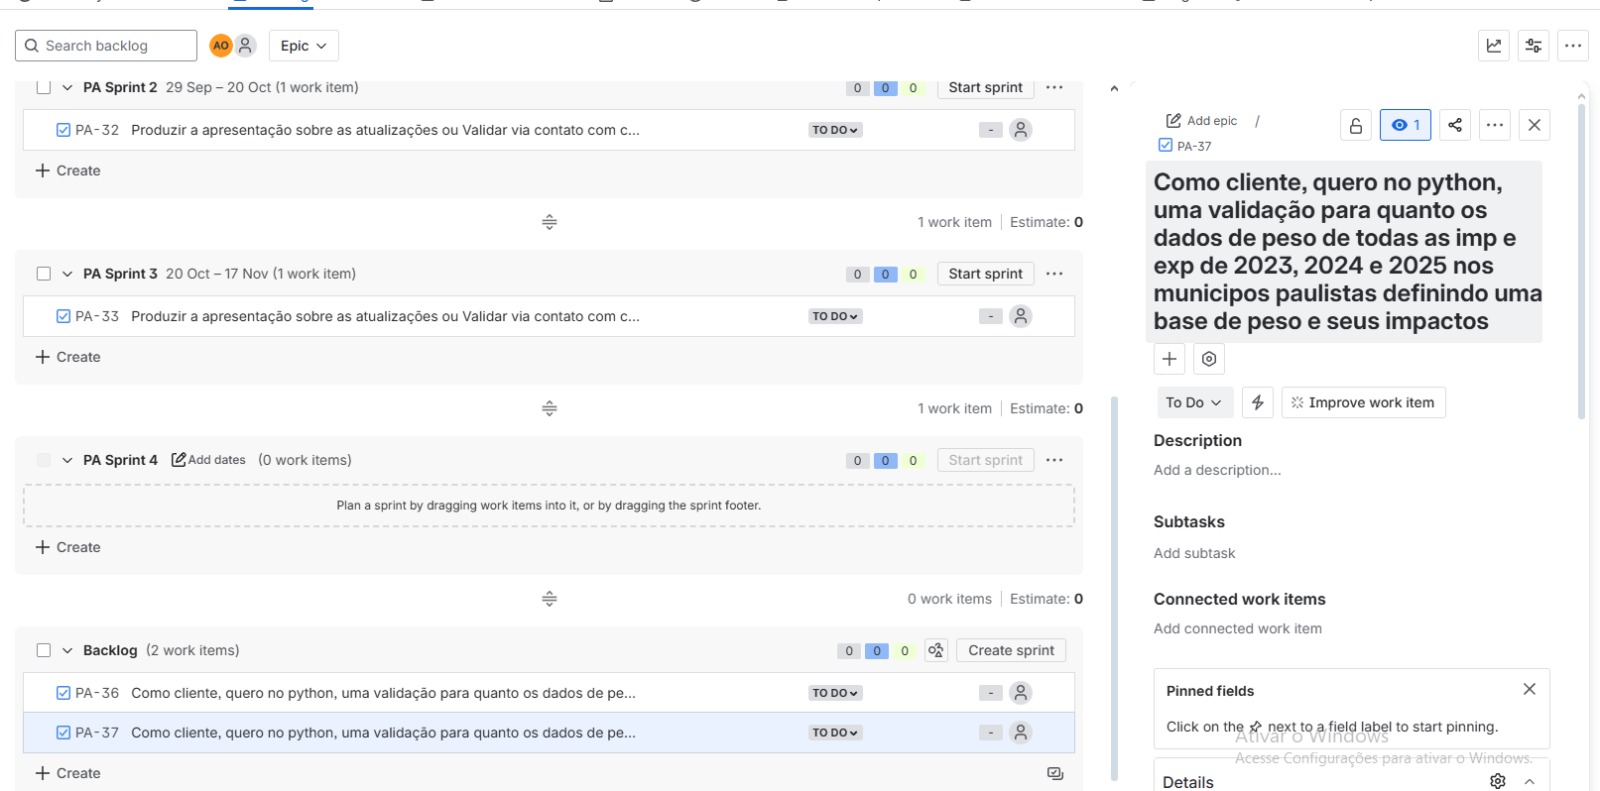 Search backlog AO Epic
PA Sprint 2 29 Sep – 20 Oct (1 work item) 0 0 0 Start sprint
PA-32 Produzir a apresentação sobre as atualizações ou Validar via contato com c... TO DO -
Create
1 work item Estimate: 0
PA Sprint 3 20 Oct – 17 Nov (1 work item) 0 0 0 Start sprint
PA-33 Produzir a apresentação sobre as atualizações ou Validar via contato com c... TO DO -
Create
1 work item Estimate: 0
PA Sprint 4 Add dates (0 work items) 0 0 0 Start sprint
Plan a sprint by dragging work items into it, or by dragging the sprint footer.
Create
0 work items Estimate: 0
Backlog (2 work items) 0 0 0 Create sprint
PA-36 Como cliente, quero no python, uma validação para quanto os dados de pe... TO DO -
PA-37 Como cliente, quero no python, uma validação para quanto os dados de pe... TO DO -
Create
Add epic / 1
PA-37
Como cliente, quero no python,
uma validação para quanto os
dados de peso de todas as imp e
exp de 2023, 2024 e 2025 nos
municipos paulistas definindo uma
base de peso e seus impactos
To Do Improve work item
Description
Add a description...
Subtasks
Add subtask
Connected work items
Add connected work item
Pinned fields
Click on the next to a field label to start pinning.
Ativar o Windows
Acesse Configurações para ativar o Windows.
Details